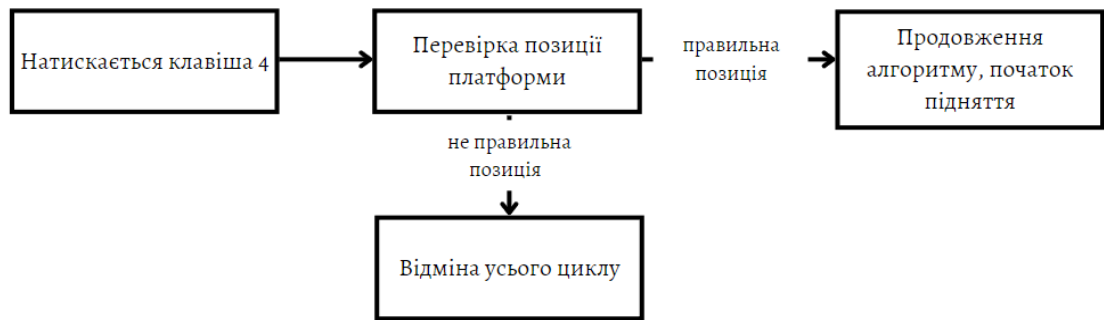 Натискається клавіша 4
Перевірка позиції
платформи
правильна
позиція
Продовження
алгоритму, початок
підняття
не правильна
позиція
Відміна усього циклу